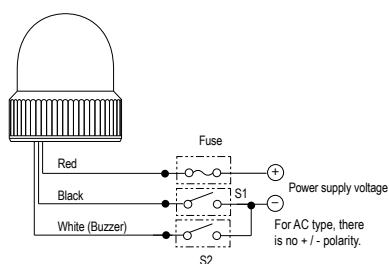 Fuse
Red
+
Black
S1
Power supply voltage
−
White (Buzzer)
For AC type, there
is no + / - polarity.
S2